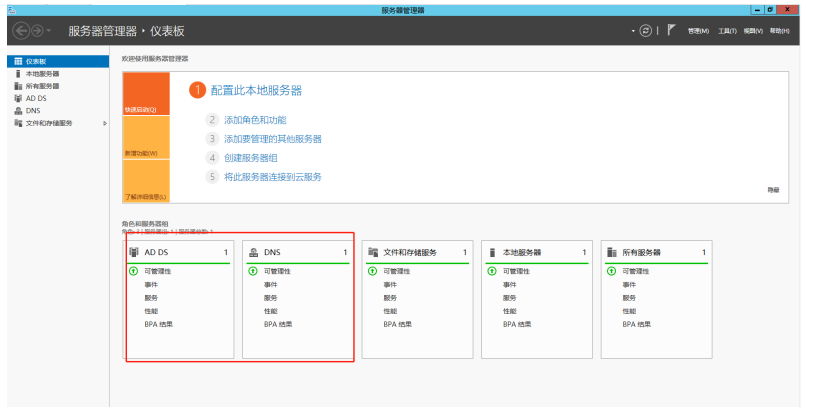 服务器管理器
服务器管理器 · 仪表板
管理(M) 工具(T) 视图(V) 帮助(H)
仪表板
本地服务器
所有服务器
AD DS
DNS
文件和存储服务
欢迎使用服务器管理器
快速启动(Q)
新增功能(W)
了解详细信息(L)
1 配置此本地服务器
2 添加角色和功能
3 添加要管理的其他服务器
4 创建服务器组
5 将此服务器连接到云服务
隐藏
角色和服务器组
角色: 3 | 服务器组: 1 | 服务器总数: 1
AD DS 1
可管理性
事件
服务
性能
BPA 结果
DNS 1
可管理性
事件
服务
性能
BPA 结果
文件和存储服务 1
可管理性
事件
服务
性能
BPA 结果
本地服务器 1
可管理性
事件
服务
性能
BPA 结果
所有服务器 1
可管理性
事件
服务
性能
BPA 结果